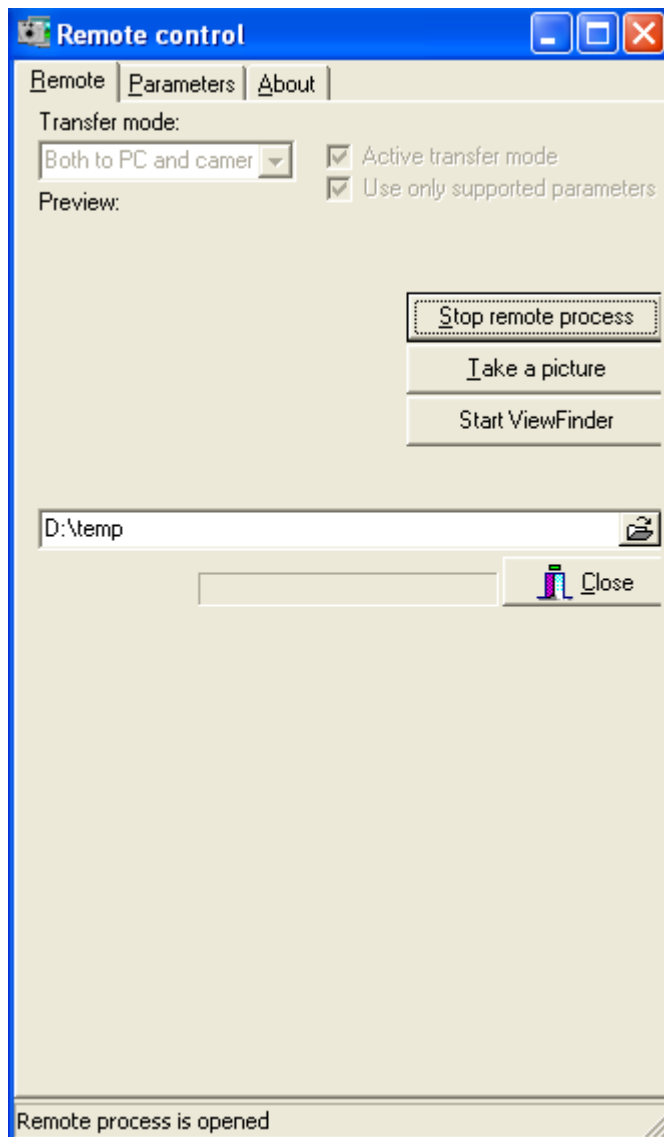 Remote control
Remote Parameters About
Transfer mode:
Both to PC and camer
Active transfer mode
Use only supported parameters
Preview:
Stop remote process
Take a picture
Start ViewFinder
D:\temp
Close
Remote process is opened